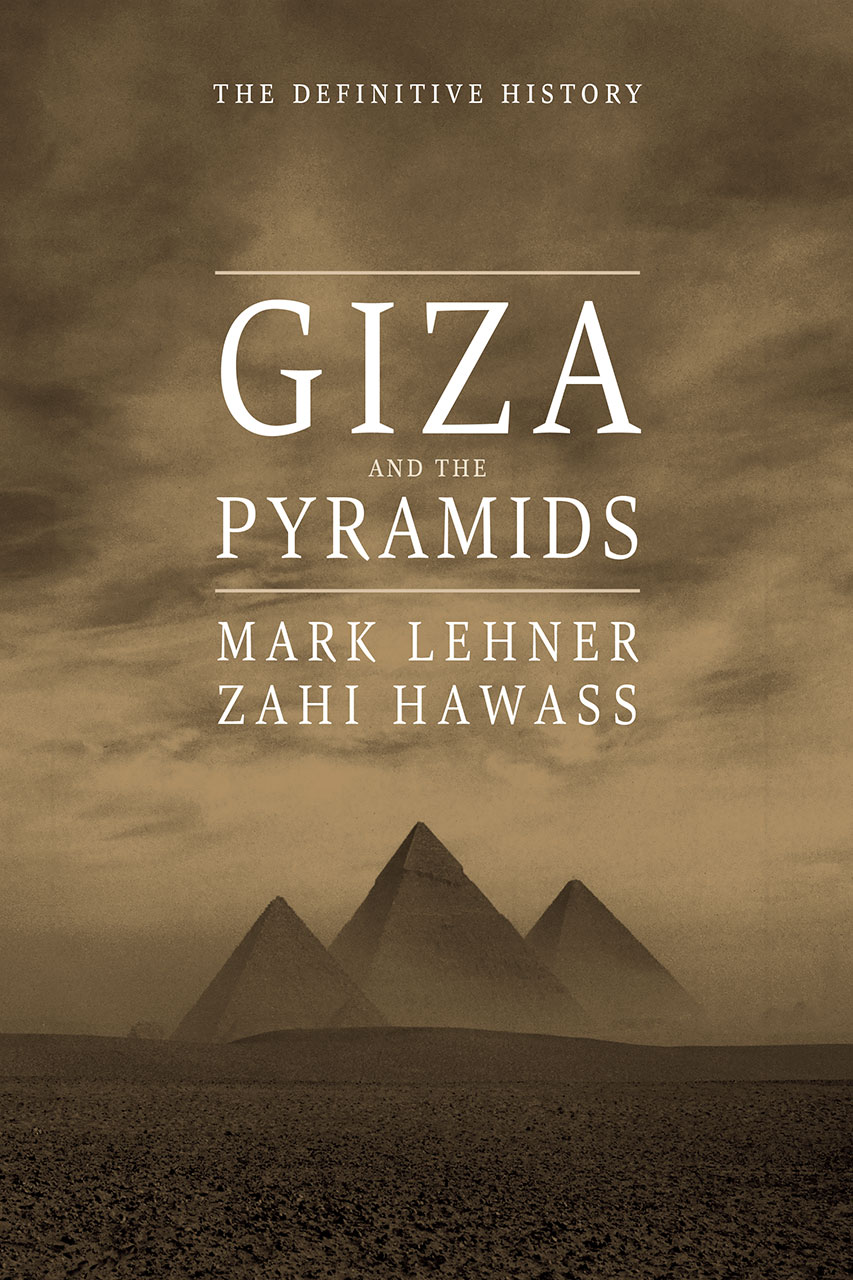 THE DEFINITIVE HISTORY
GIZA
AND THE
PYRAMIDS
MARK LEHNER
ZAHI HAWASS